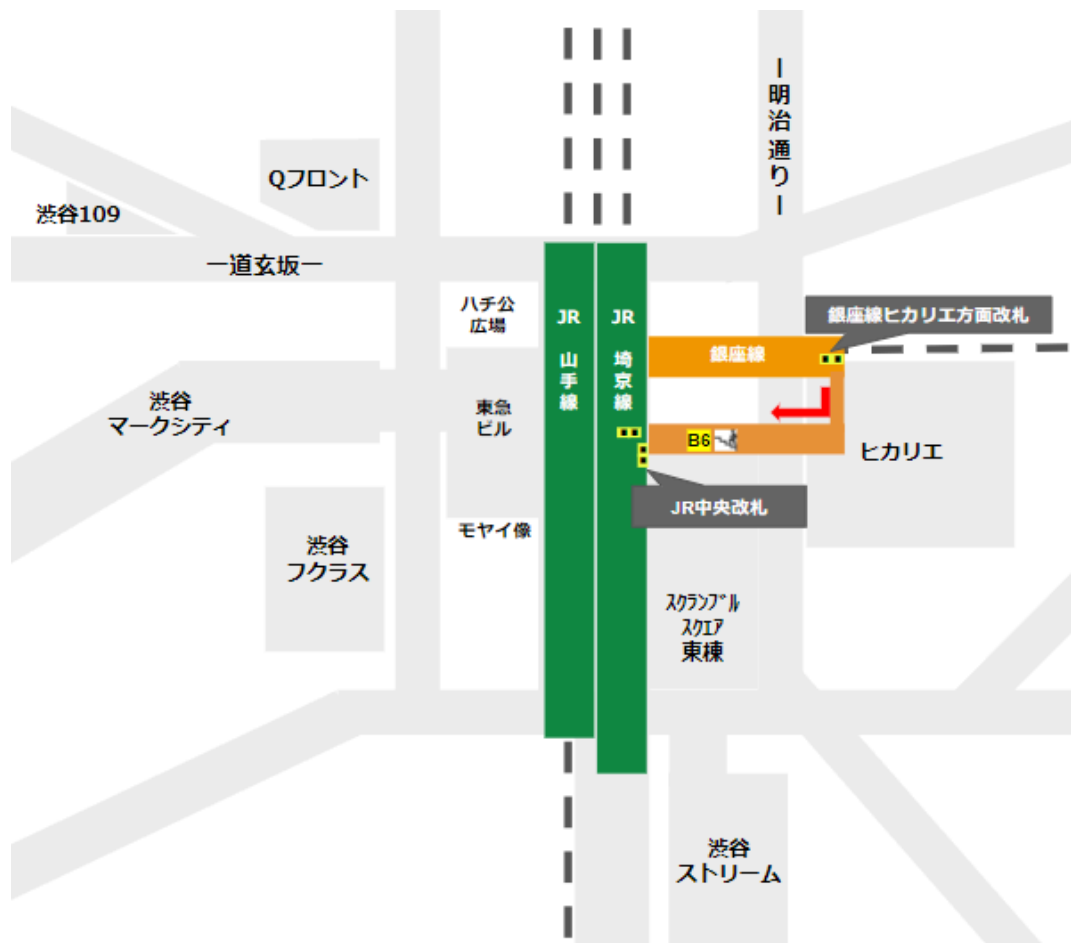 ー明治通りー
Qフロント
渋谷109
ー道玄坂ー
ハチ公
広場
JR
山手線
JR
埼京線
銀座線ヒカリエ方面改札
銀座線
渋谷
マークシティ
東急
ビル
B6
ヒカリエ
JR中央改札
モヤイ像
渋谷
フクラス
ｽｸﾗﾝﾌﾞﾙ
ｽｸｴｱ
東棟
渋谷
ストリーム